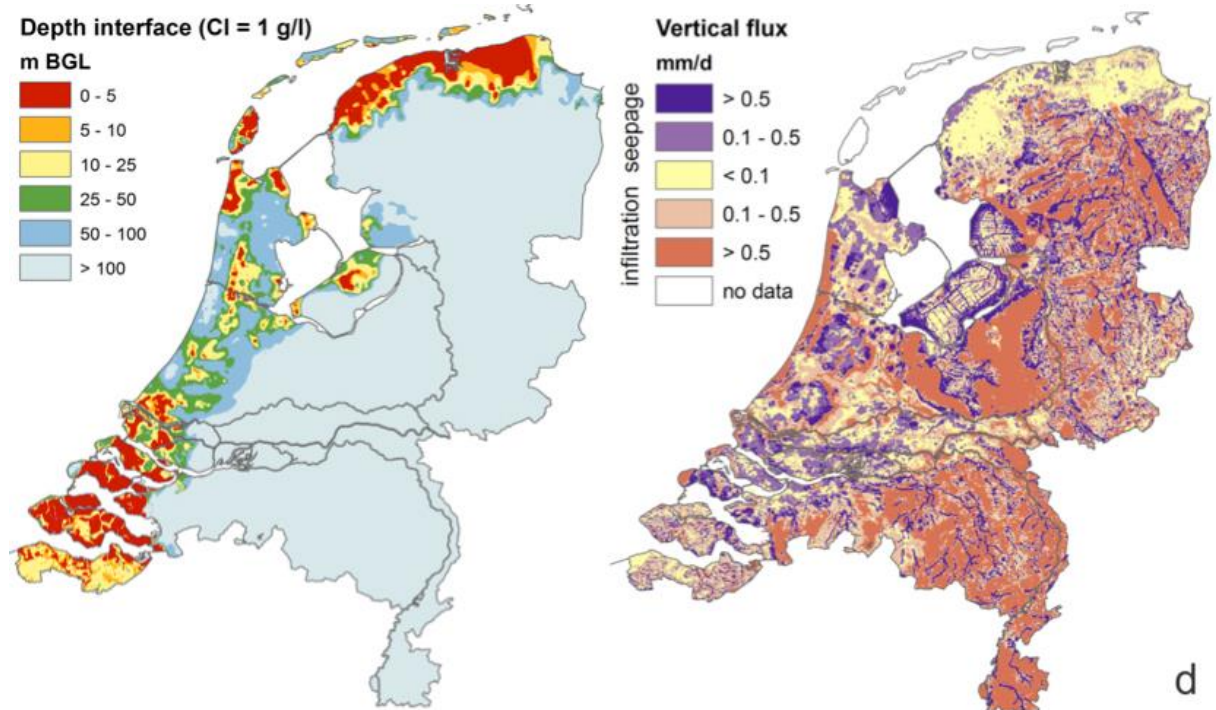 Depth interface (Cl = 1 g/l)
m BGL
0 - 5
5 - 10
10 - 25
25 - 50
50 - 100
> 100
Vertical flux
mm/d
infiltration seepage
> 0.5
0.1 - 0.5
< 0.1
0.1 - 0.5
> 0.5
no data
d